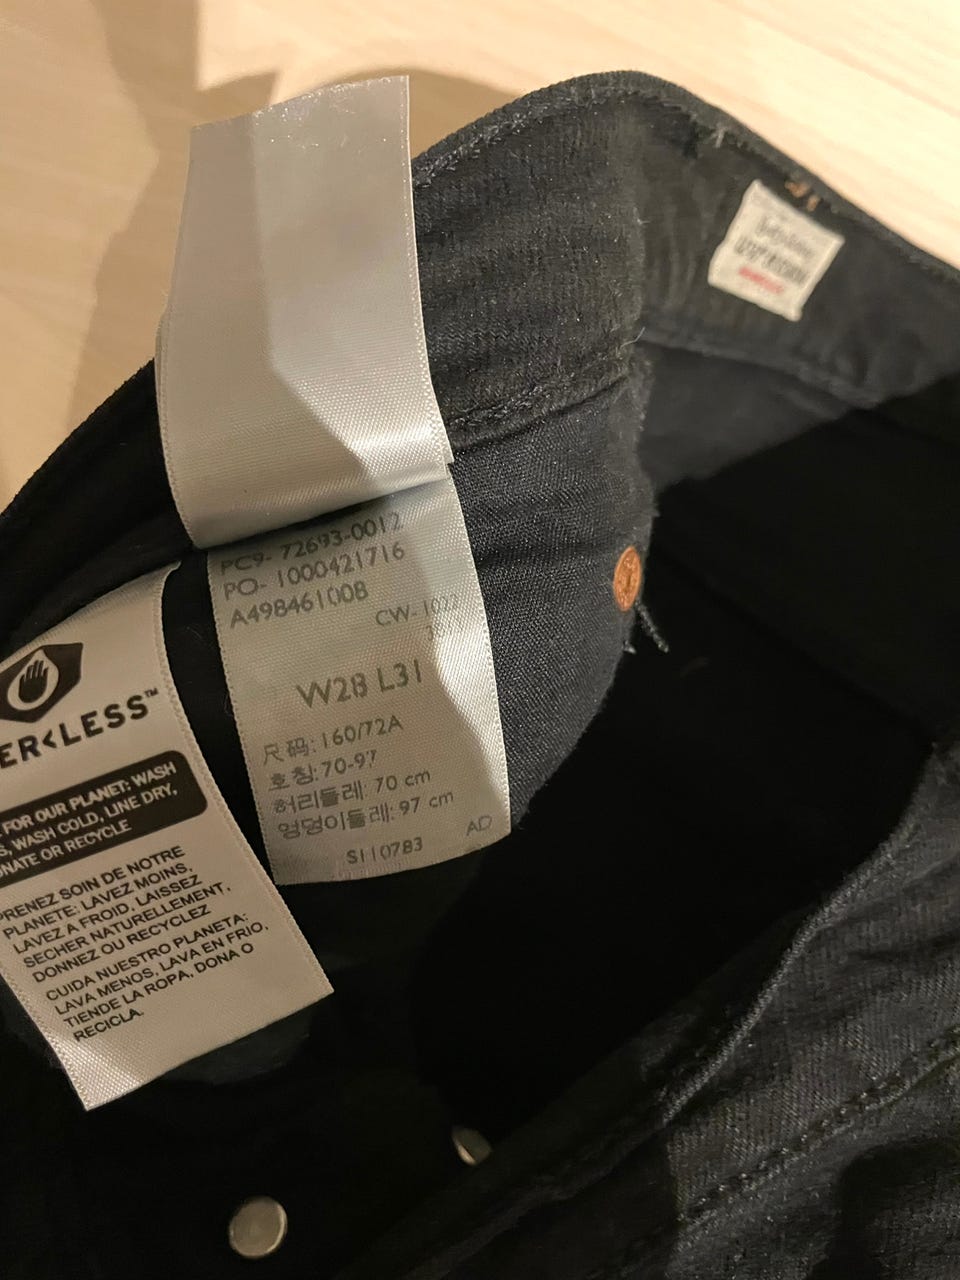 PC9- 72693-0012
PO- 1000421716
A498461008
CW-1022
W28 L31
尺码: 160/72A
호칭: 70-97
허리둘레: 70 cm
엉덩이둘레: 97 cm
AD
S110783
ER<LESS™
FOR OUR PLANET: WASH
S, WASH COLD, LINE DRY,
NATE OR RECYCLE
PRENEZ SOIN DE NOTRE
PLANETE: LAVEZ MOINS,
LAVEZ A FROID, LAISSEZ
SECHER NATURELLEMENT,
DONNEZ OU RECYCLEZ
CUIDA NUESTRO PLANETA:
LAVA MENOS, LAVA EN FRIO,
TIENDE LA ROPA, DONA O
RECICLA.